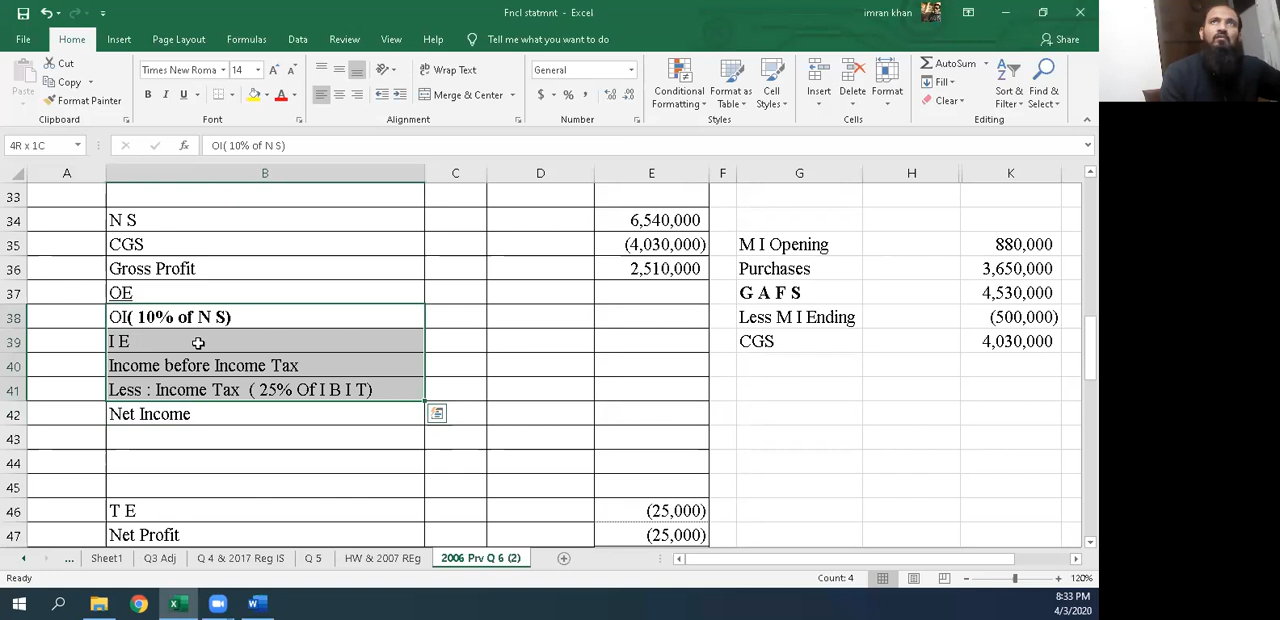 Fncl statmnt - Excel
imran khan
File Home Insert Page Layout Formulas Data Review View Help Tell me what you want to do Share
Cut
Copy
Format Painter
Paste
Times New Roma 14 A A
B I U A
Wrap Text
Merge & Center
General
$ % , .00 .0
Conditional Formatting
Format as Table
Cell Styles
Insert
Delete
Format
AutoSum
Fill
Clear
Sort & Filter
Find & Select
Clipboard Font Alignment Number Styles Cells Editing
4R x 1C fx OI( 10% of N S)
A B C D E F G H K
33
34 N S 6,540,000
35 CGS (4,030,000) M I Opening 880,000
36 Gross Profit 2,510,000 Purchases 3,650,000
37 OE G A F S 4,530,000
38 OI( 10% of N S) Less M I Ending (500,000)
39 I E CGS 4,030,000
40 Income before Income Tax
41 Less : Income Tax ( 25% Of I B I T)
42 Net Income
43
44
45
46 T E (25,000)
47 Net Profit (25,000)
... Sheet1 Q3 Adj Q 4 & 2017 Reg IS Q 5 HW & 2007 REg 2006 Prv Q 6 (2)
Ready Count: 4 120%
8:33 PM
4/3/2020